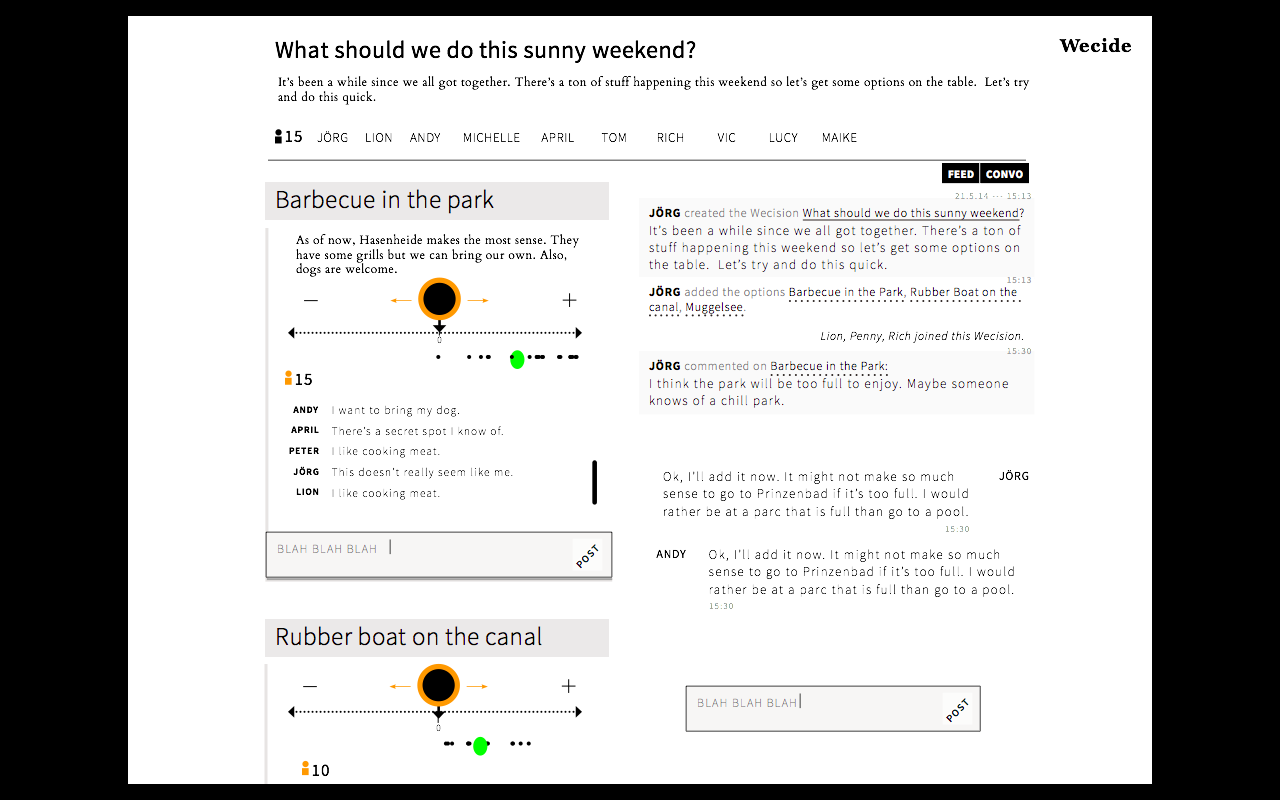 What should we do this sunny weekend?
Wecide
It's been a while since we all got together. There's a ton of stuff happening this weekend so let's get some options on the table. Let's try
and do this quick.
15 JÖRG LION ANDY MICHELLE APRIL TOM RICH VIC LUCY MAIKE
Barbecue in the park
As of now, Hasenheide makes the most sense. They
have some grills but we can bring our own. Also,
dogs are welcome.
— +
0
15
ANDY I want to bring my dog.
APRIL There's a secret spot I know of.
PETER I like cooking meat.
JÖRG This doesn't really seem like me.
LION I like cooking meat.
BLAH BLAH BLAH POST
Rubber boat on the canal
— +
0
10
FEED CONVO
21.5.14 --- 15:13
JÖRG created the Wecision What should we do this sunny weekend?
It's been a while since we all got together. There's a ton of
stuff happening this weekend so let's get some options on
the table. Let's try and do this quick.
15:13
JÖRG added the options Barbecue in the Park, Rubber Boat on the
canal, Muggelsee.
Lion, Penny, Rich joined this Wecision.
15:30
JÖRG commented on Barbecue in the Park:
I think the park will be too full to enjoy. Maybe someone
knows of a chill park.
Ok, I'll add it now. It might not make so much JÖRG
sense to go to Prinzenbad if it's too full. I would
rather be at a parc that is full than go to a pool.
15:30
ANDY Ok, I'll add it now. It might not make so much
sense to go to Prinzenbad if it's too full. I would
rather be at a parc that is full than go to a pool.
15:30
BLAH BLAH BLAH POST